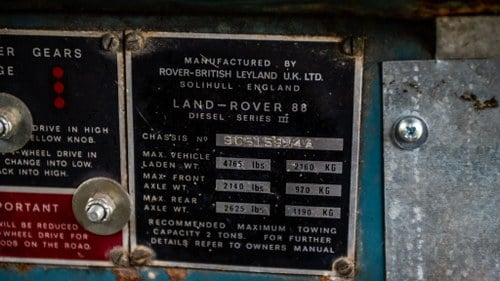 ER GEARS
GE
DRIVE IN HIGH
YELLOW KNOB.
-WHEEL DRIVE IN
CHANGE INTO LOW.
ACK INTO HIGH.
PORTANT
WILL BE REDUCED
-WHEEL DRIVE FOR
ODS ON THE ROAD.
MANUFACTURED BY
ROVER-BRITISH LEYLAND U.K. LTD.
SOLIHULL - ENGLAND
LAND-ROVER 88
DIESEL - SERIES III
CHASSIS Nº
MAX. VEHICLE LADEN WT. 4765 lbs. 2160 KG
MAX. FRONT AXLE WT. 2140 lbs. 970 KG
MAX. REAR AXLE WT. 2625 lbs. 1190 KG
RECOMMENDED MAXIMUM TOWING
CAPACITY 2 TONS. FOR FURTHER
DETAILS REFER TO OWNERS MANUAL